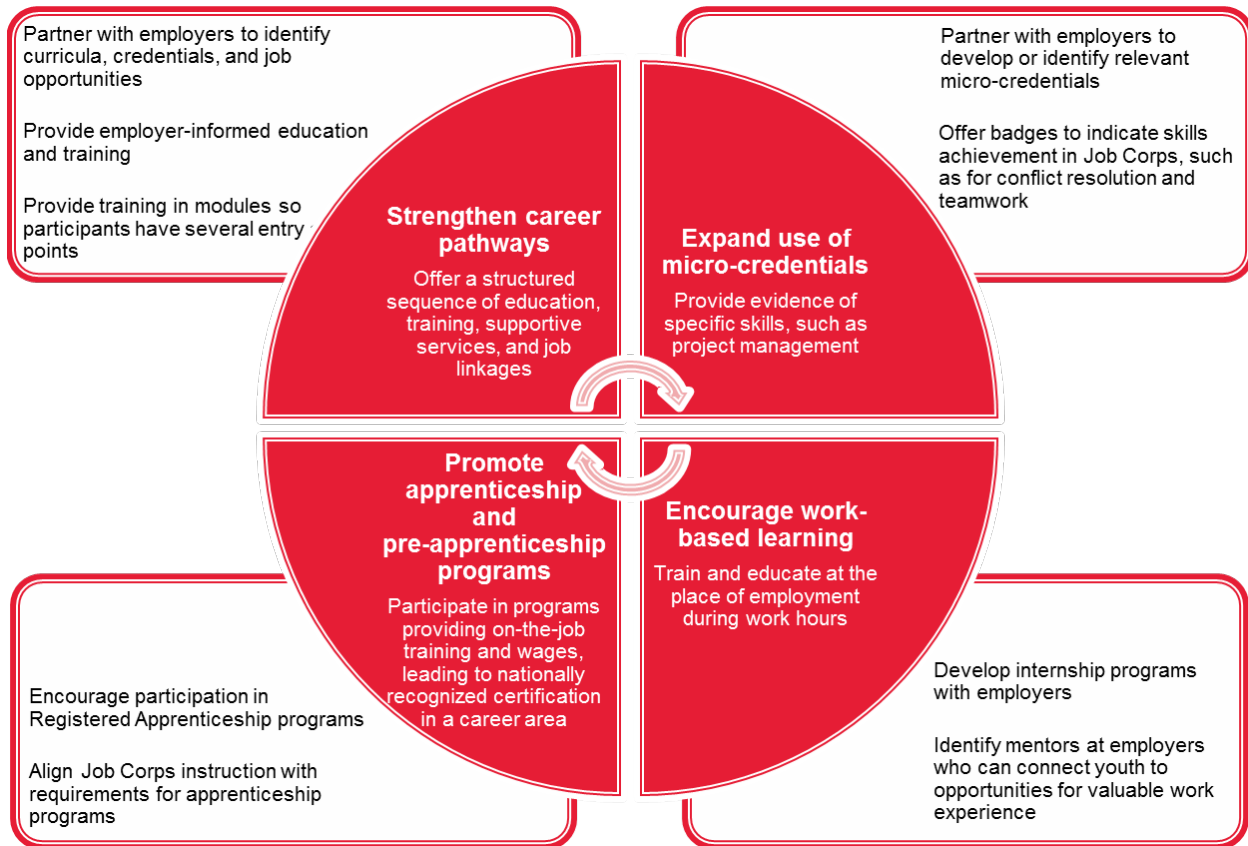 Partner with employers to identify
curricula, credentials, and job
opportunities
Provide employer-informed education
and training
Provide training in modules so
participants have several entry
points
Strengthen career
pathways
Offer a structured
sequence of education,
training, supportive
services, and job
linkages
Partner with employers to
develop or identify relevant
micro-credentials
Offer badges to indicate skills
achievement in Job Corps, such
as for conflict resolution and
teamwork
Expand use of
micro-credentials
Provide evidence of
specific skills, such as
project management
Promote
apprenticeship
and
pre-apprenticeship
programs
Participate in programs
providing on-the-job
training and wages,
leading to nationally
recognized certification
in a career area
Encourage participation in
Registered Apprenticeship programs
Align Job Corps instruction with
requirements for apprenticeship
programs
Encourage work-
based learning
Train and educate at the
place of employment
during work hours
Develop internship programs
with employers
Identify mentors at employers
who can connect youth to
opportunities for valuable work
experience